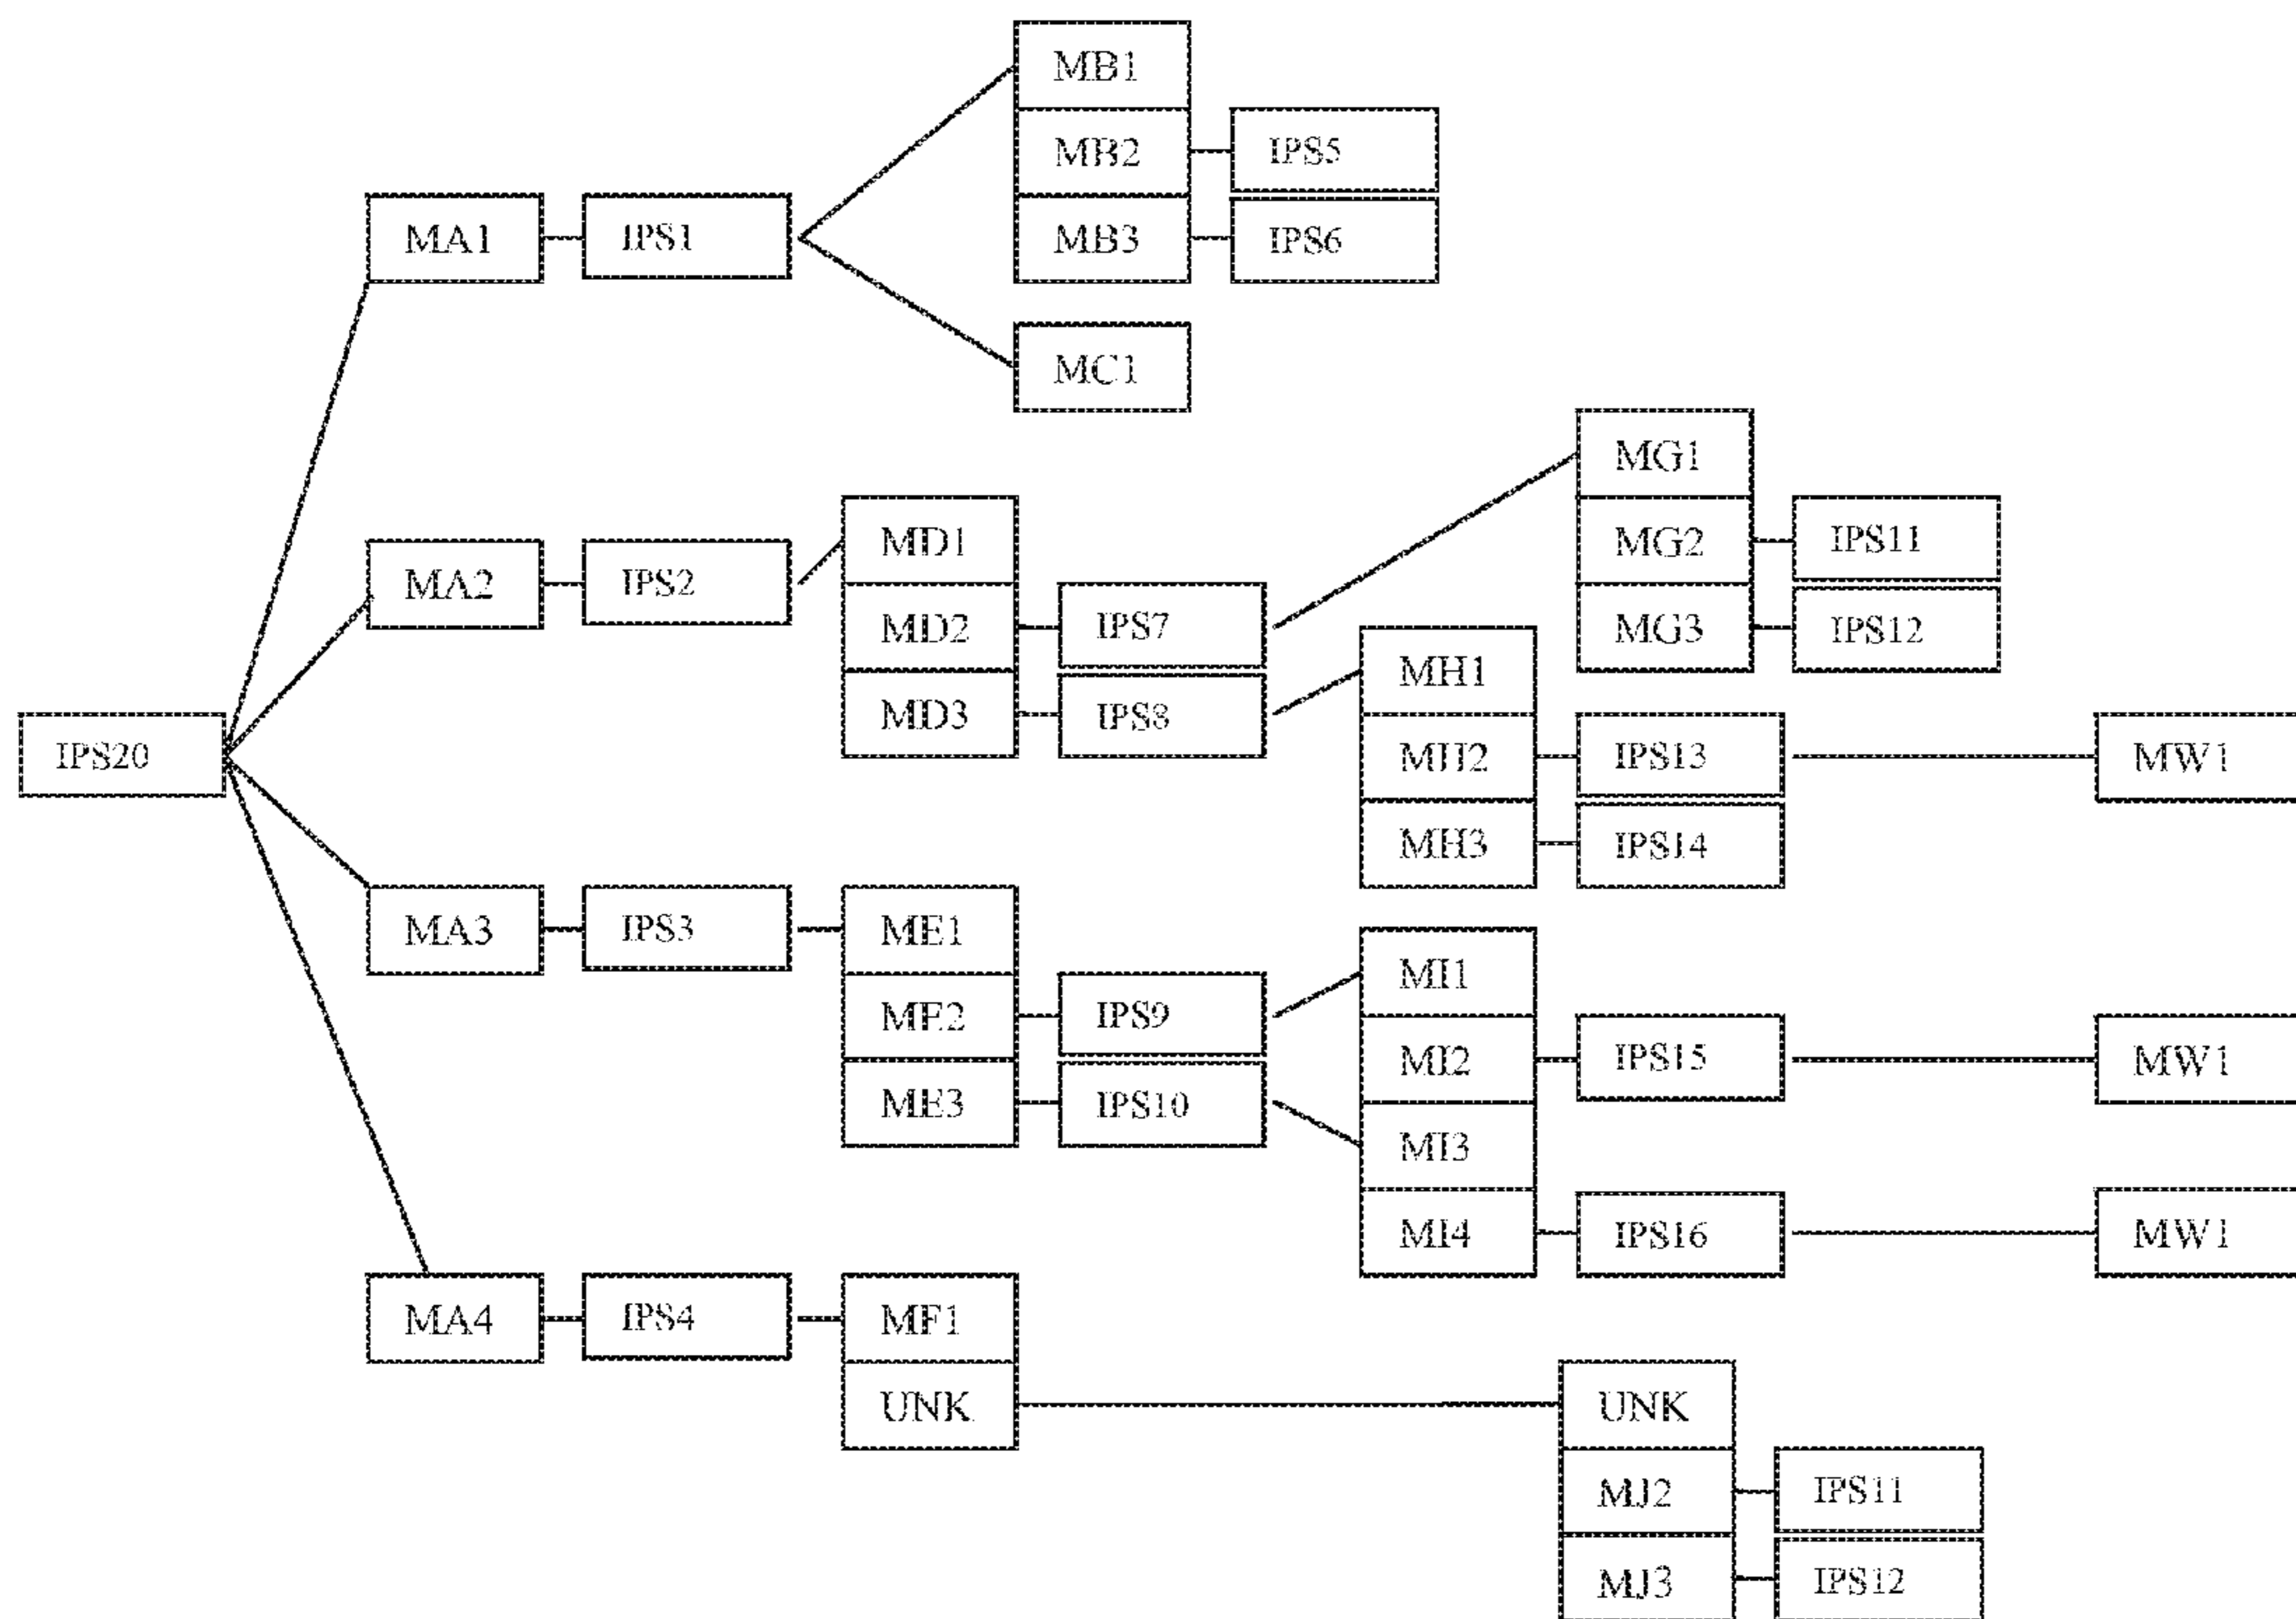 MB1
MB2 IPS5
MA1 IPS1 MB3 IPS6
MC1
MG1
MD1 MG2 IPS11
MA2 IPS2 MD2 IPS7 MG3 IPS12
MH1
MD3 IPS8
IPS20 MH2 IPS13 MW1
MH3 IPS14
MA3 IPS3 ME1 MI1
ME2 IPS9 MI2 IPS15 MW1
ME3 IPS10 MI3
MI4 IPS16 MW1
MA4 IPS4 MF1
UNK UNK
MJ2 IPS11
MJ3 IPS12